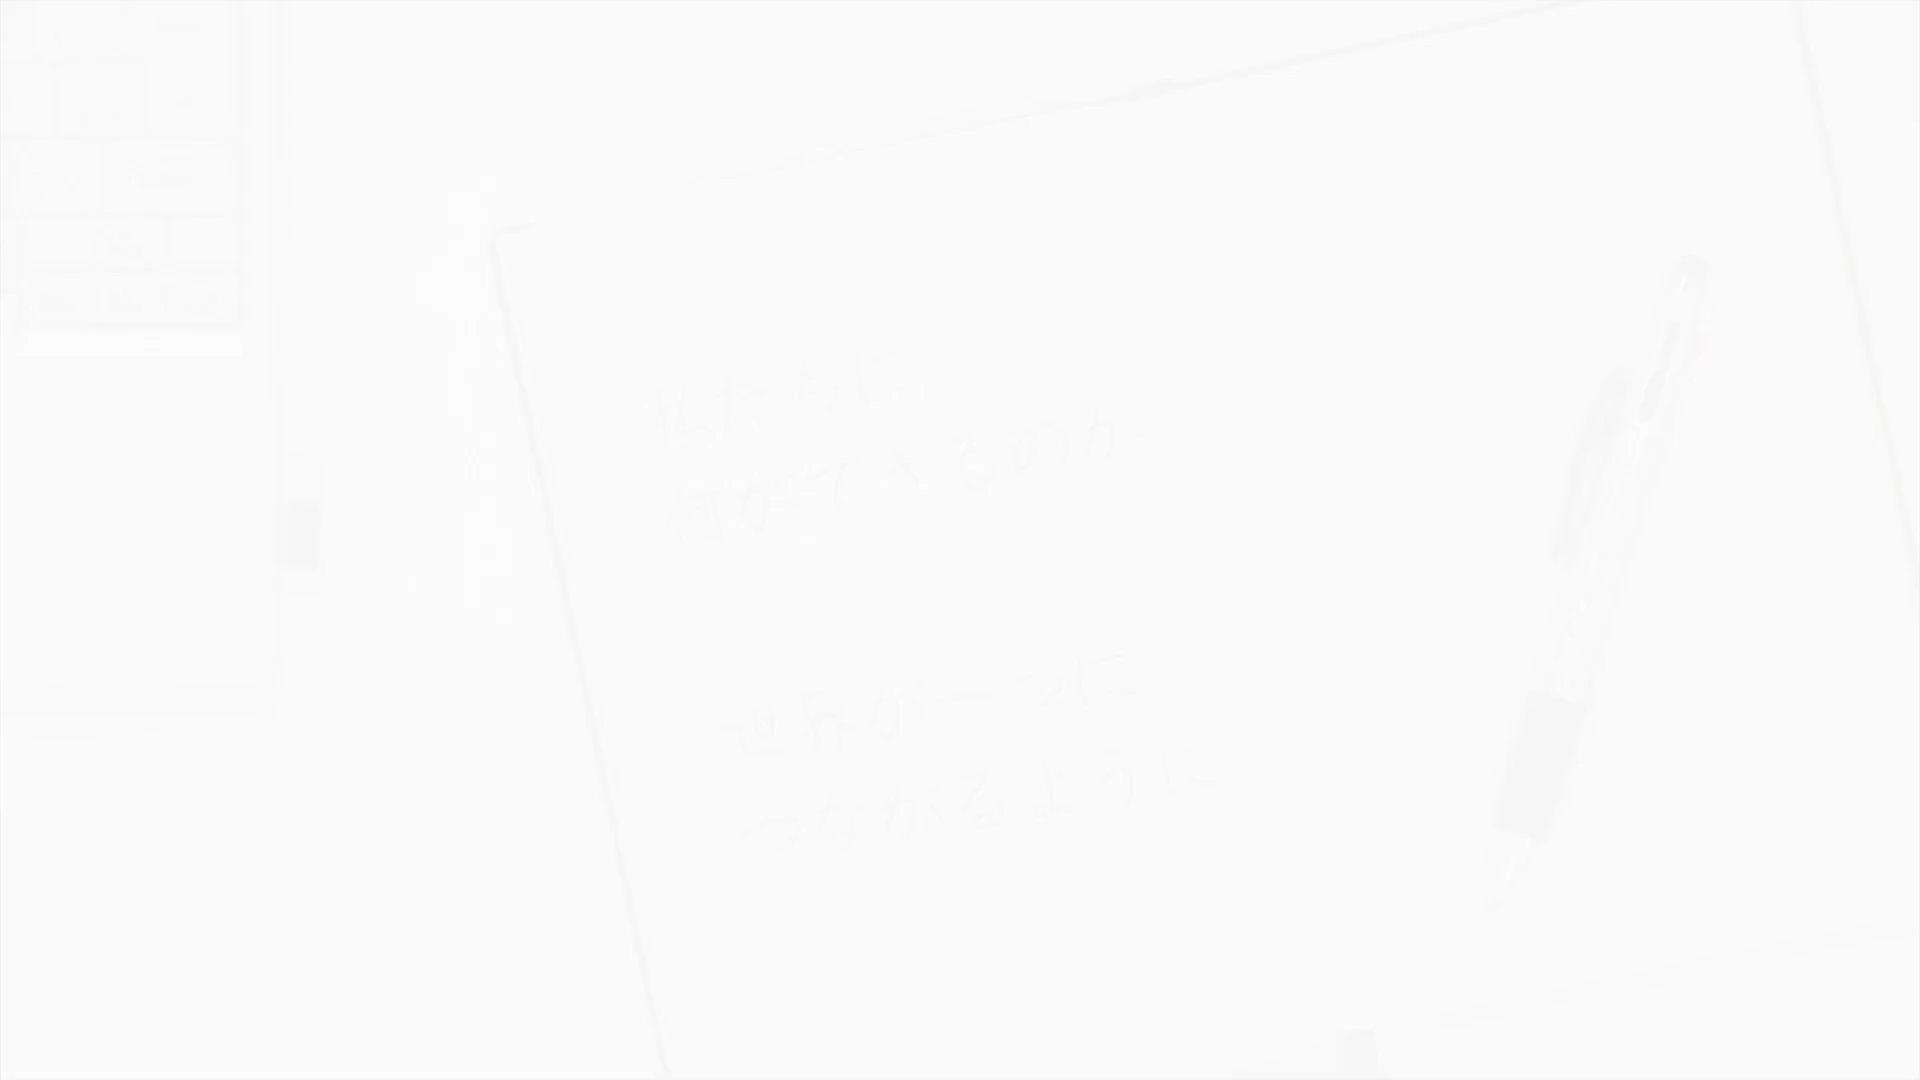 私たちに
何ができるのか
世界が一つに
つながるように